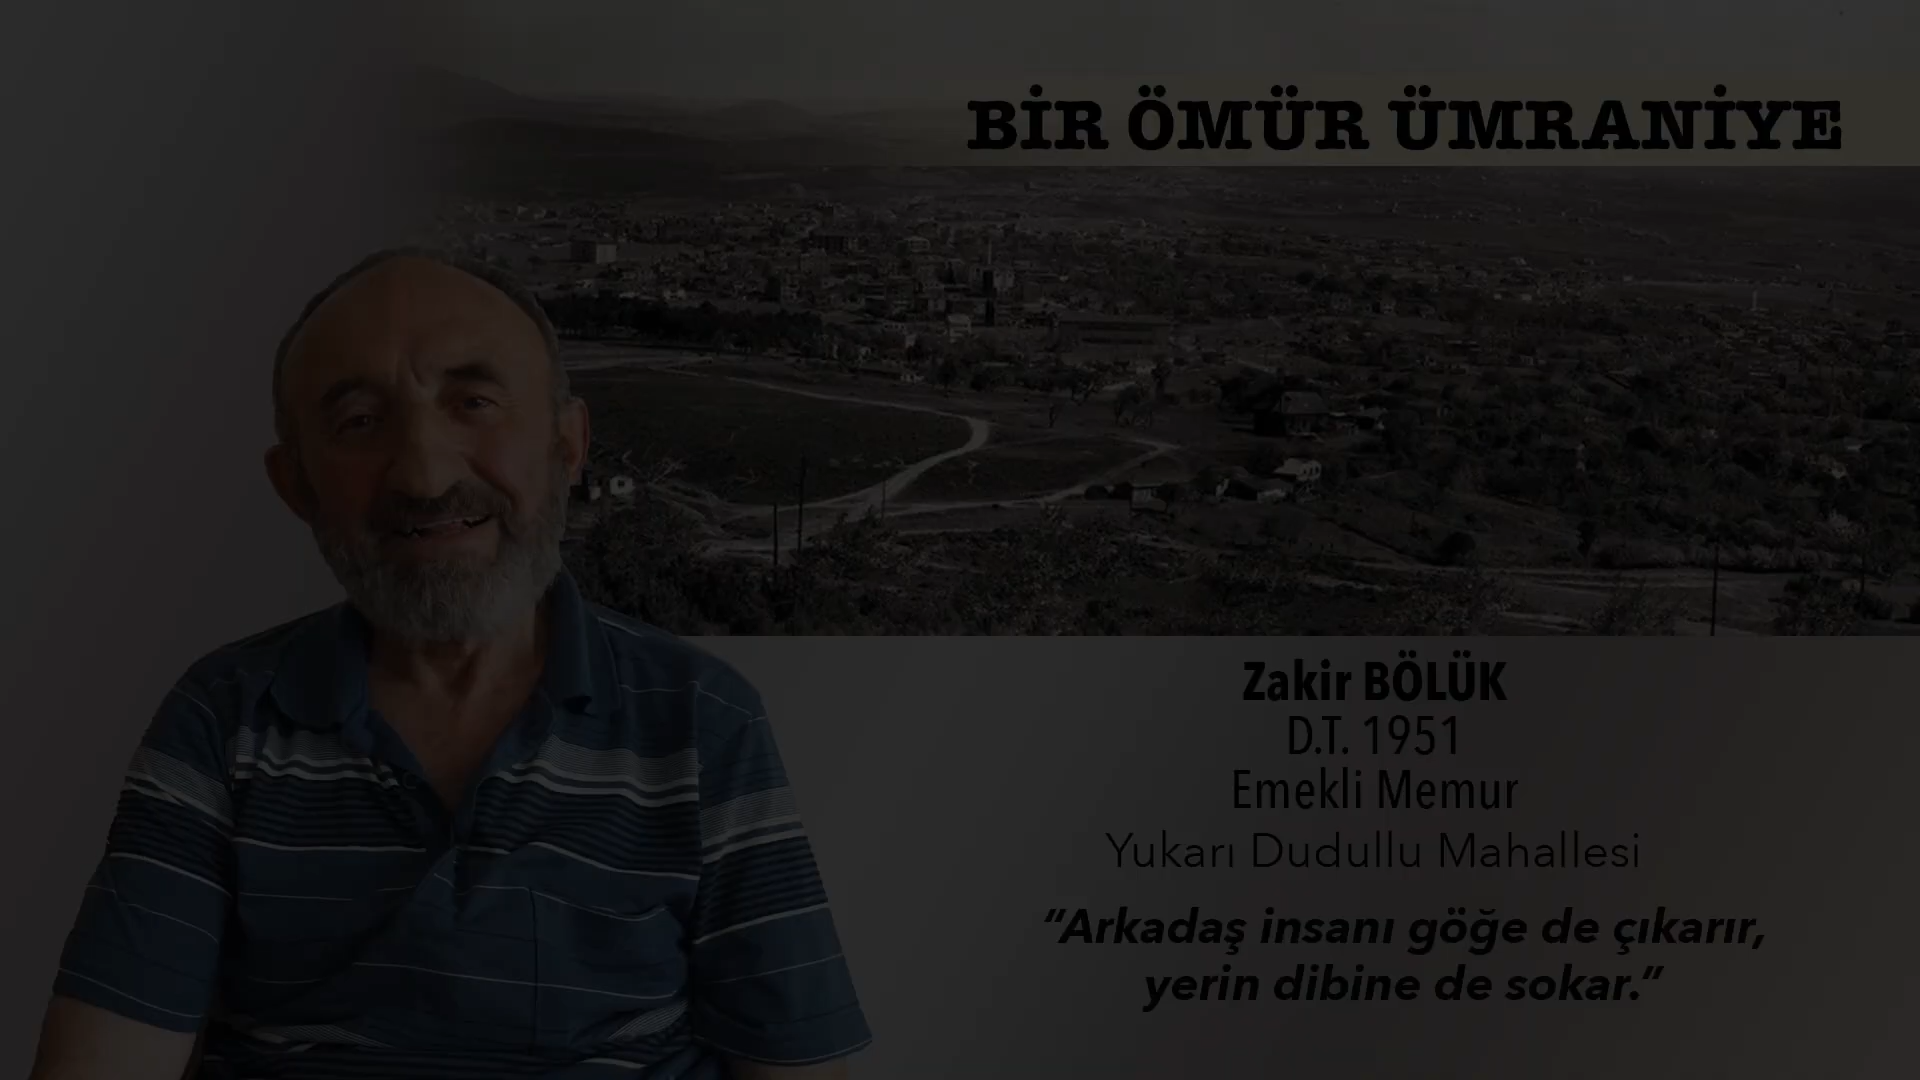 BİR ÖMÜR ÜMRANİYE
Zakir BÖLÜK
D.T. 1951
Emekli Memur
Yukarı Dudullu Mahallesi
“Arkadaş insanı göğe de çıkarır,
yerin dibine de sokar.”